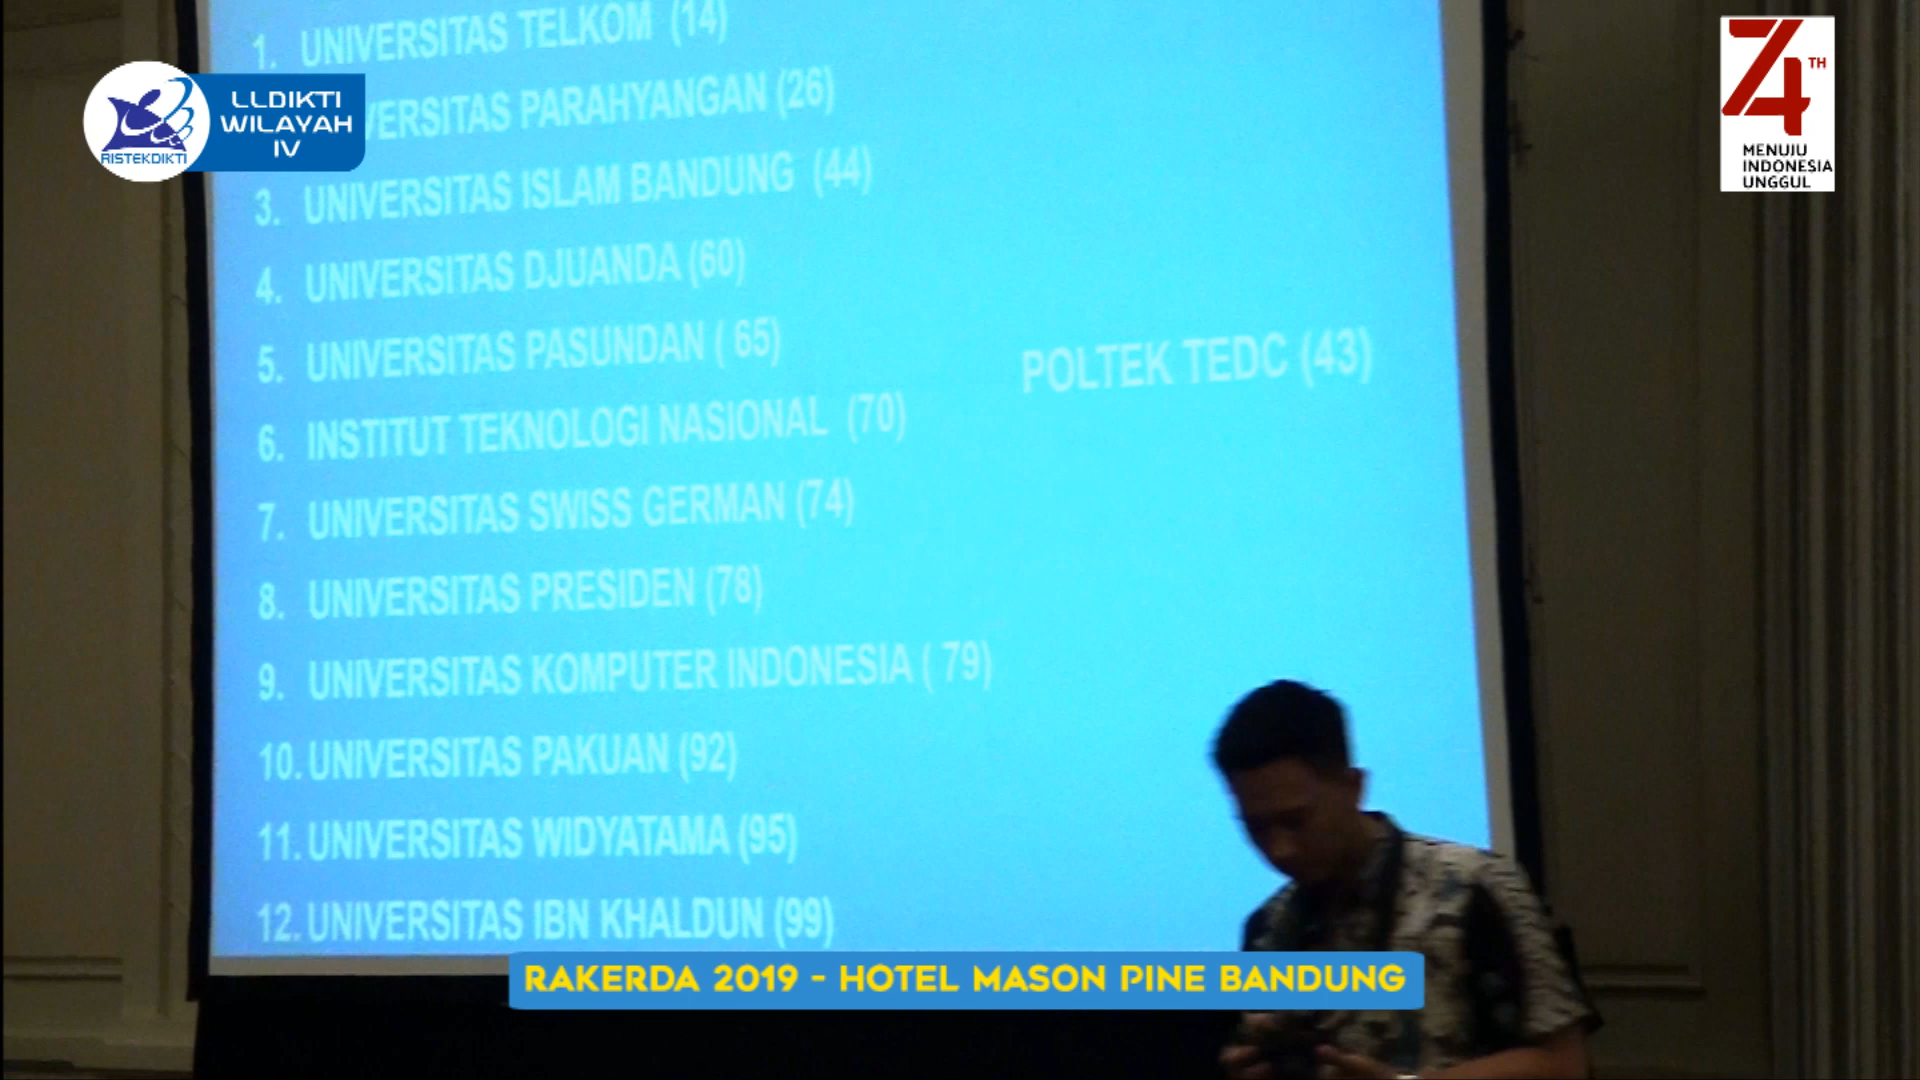 1. UNIVERSITAS TELKOM (14)
VERSITAS PARAHYANGAN (26)
3. UNIVERSITAS ISLAM BANDUNG (44)
4. UNIVERSITAS DJUANDA (60)
5. UNIVERSITAS PASUNDAN ( 65)
6. INSTITUT TEKNOLOGI NASIONAL (70)
7. UNIVERSITAS SWISS GERMAN (74)
8. UNIVERSITAS PRESIDEN (78)
9. UNIVERSITAS KOMPUTER INDONESIA ( 79)
10. UNIVERSITAS PAKUAN (92)
11. UNIVERSITAS WIDYATAMA (95)
12. UNIVERSITAS IBN KHALDUN (99)
POLTEK TEDC (43)
RISTEKDIKTI
LLDIKTI
WILAYAH
IV
74 TH
MENUJU
INDONESIA
UNGGUL
RAKERDA 2019 - HOTEL MASON PINE BANDUNG